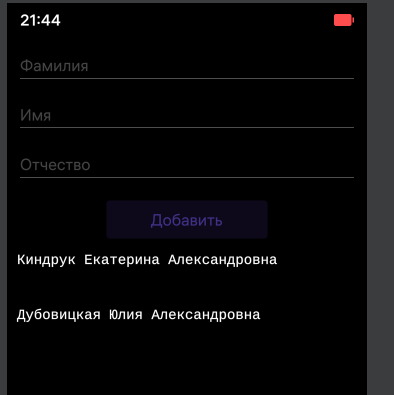 21:44
Фамилия
Имя
Отчество
Добавить
Киндрук Екатерина Александровна
Дубовицкая Юлия Александровна